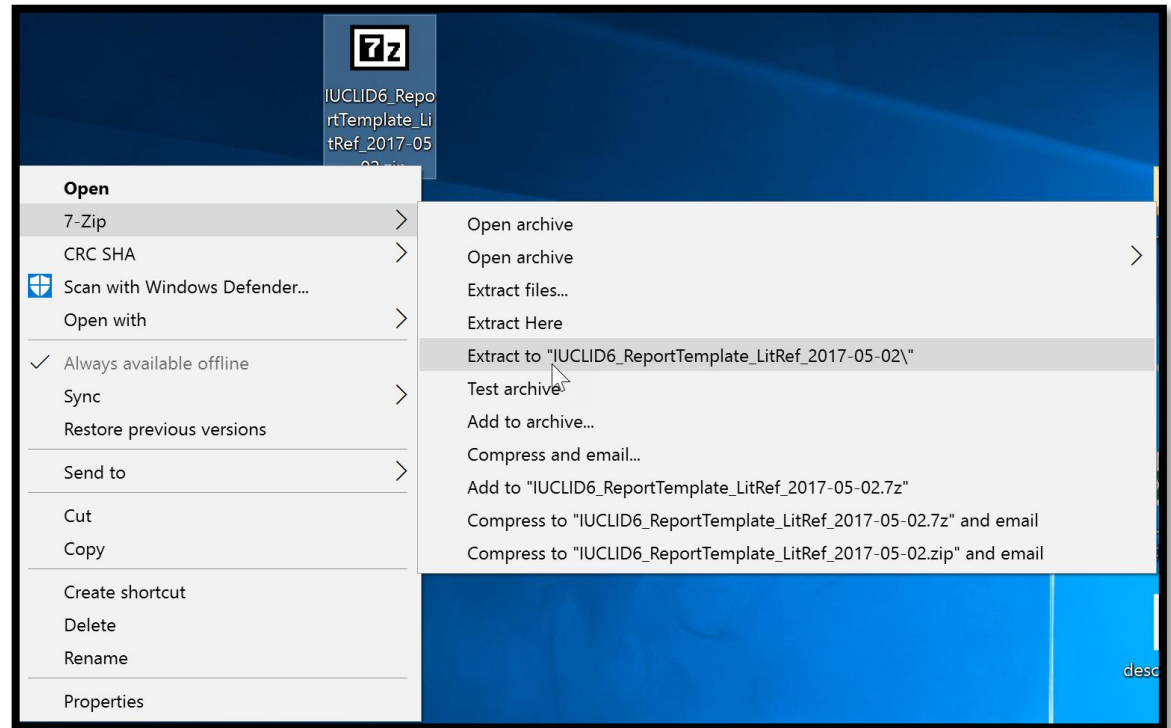 7z
IUCLID6_Repo
rtTemplate_Li
tRef_2017-05
Open
7-Zip
CRC SHA
Scan with Windows Defender...
Open with
Always available offline
Sync
Restore previous versions
Send to
Cut
Copy
Create shortcut
Delete
Rename
Properties
Open archive
Open archive
Extract files...
Extract Here
Extract to "IUCLID6_ReportTemplate_LitRef_2017-05-02\"
Test archive
Add to archive...
Compress and email...
Add to "IUCLID6_ReportTemplate_LitRef_2017-05-02.7z"
Compress to "IUCLID6_ReportTemplate_LitRef_2017-05-02.7z" and email
Compress to "IUCLID6_ReportTemplate_LitRef_2017-05-02.zip" and email
desc